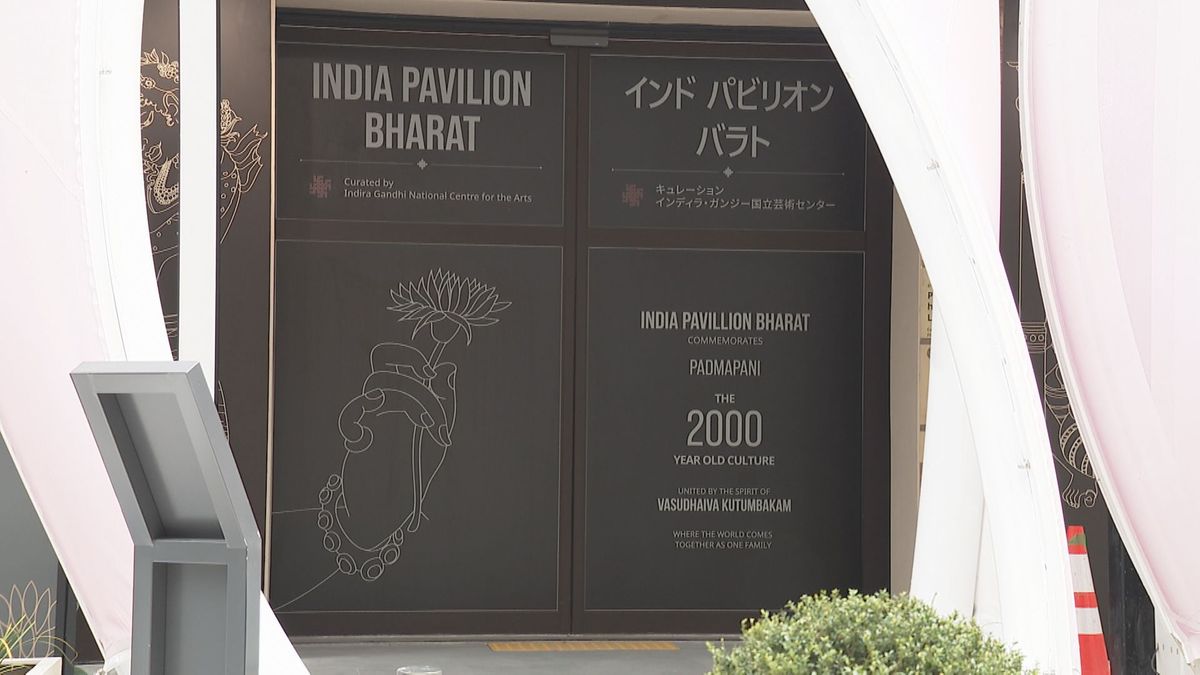 INDIA PAVILION
BHARAT
Curated by
Indira Gandhi National Centre for the Arts
インド パビリオン
バラト
キュレーション
インディラ・ガンジー国立芸術センター
INDIA PAVILLION BHARAT
COMMEMORATES
PADMAPANI
THE
2000
YEAR OLD CULTURE
UNITED BY THE SPIRIT OF
VASUDHAIVA KUTUMBAKAM
WHERE THE WORLD COMES
TOGETHER AS ONE FAMILY